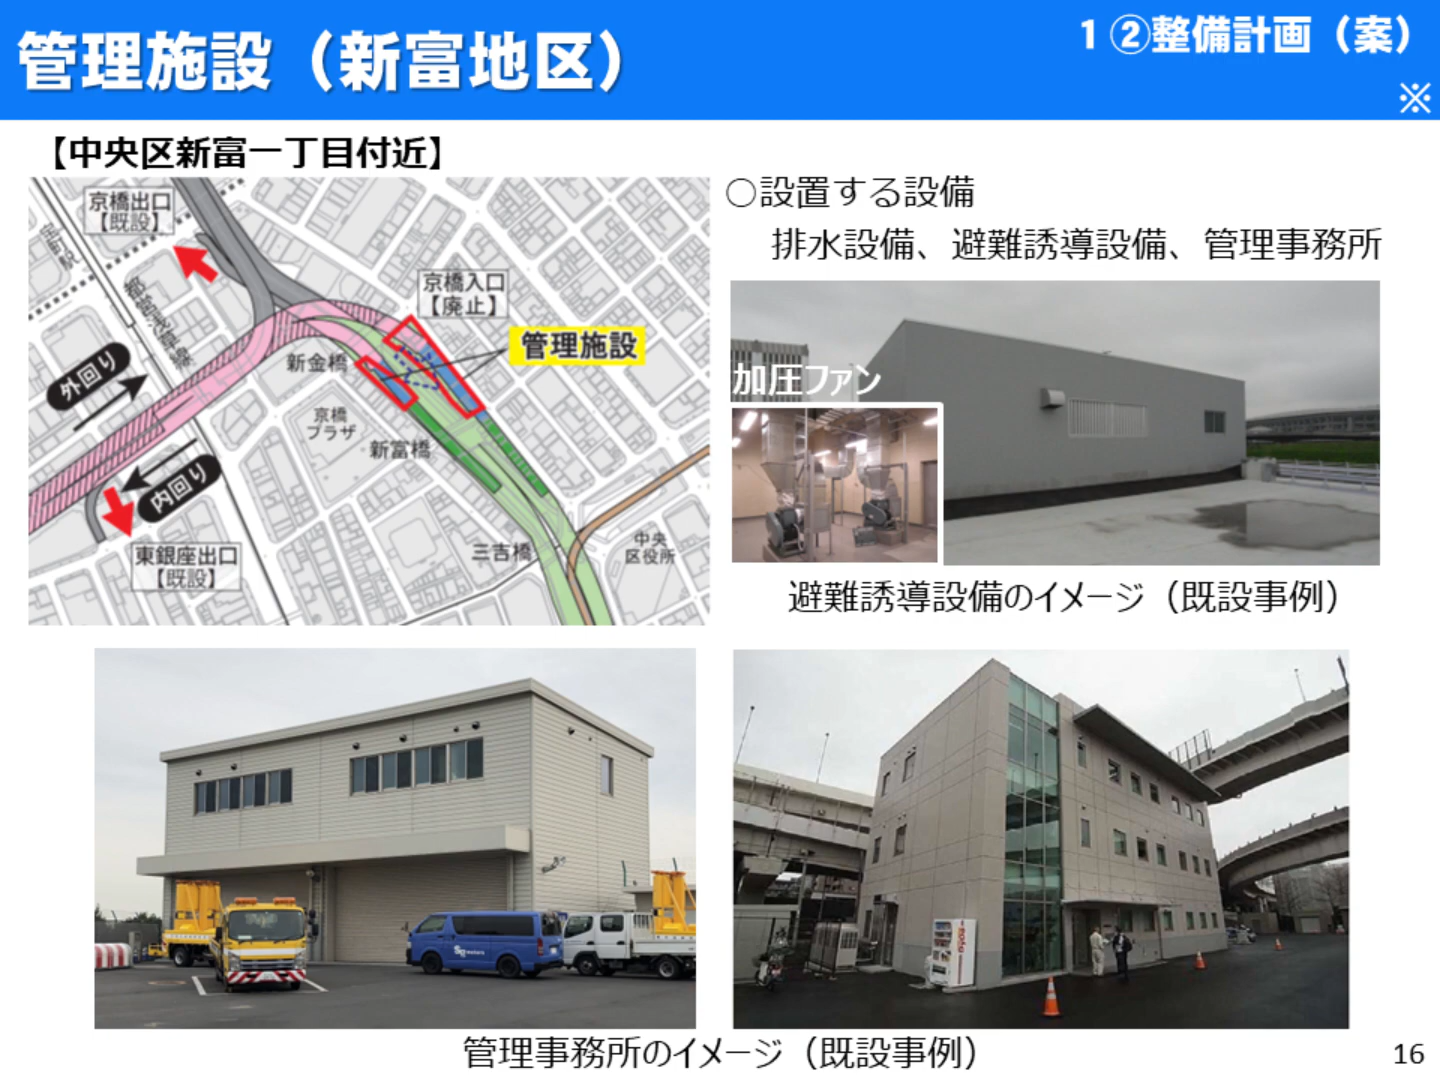 管理施設（新富地区）
1 ②整備計画（案）
※
【中央区新富一丁目付近】
京橋出口
【既設】
京橋入口
【廃止】
管理施設
新金橋
外回り
京橋
プラザ
新富橋
内回り
東銀座出口
【既設】
三吉橋
中央
区役所
○設置する設備
排水設備、避難誘導設備、管理事務所
加圧ファン
避難誘導設備のイメージ（既設事例）
管理事務所のイメージ（既設事例）
16